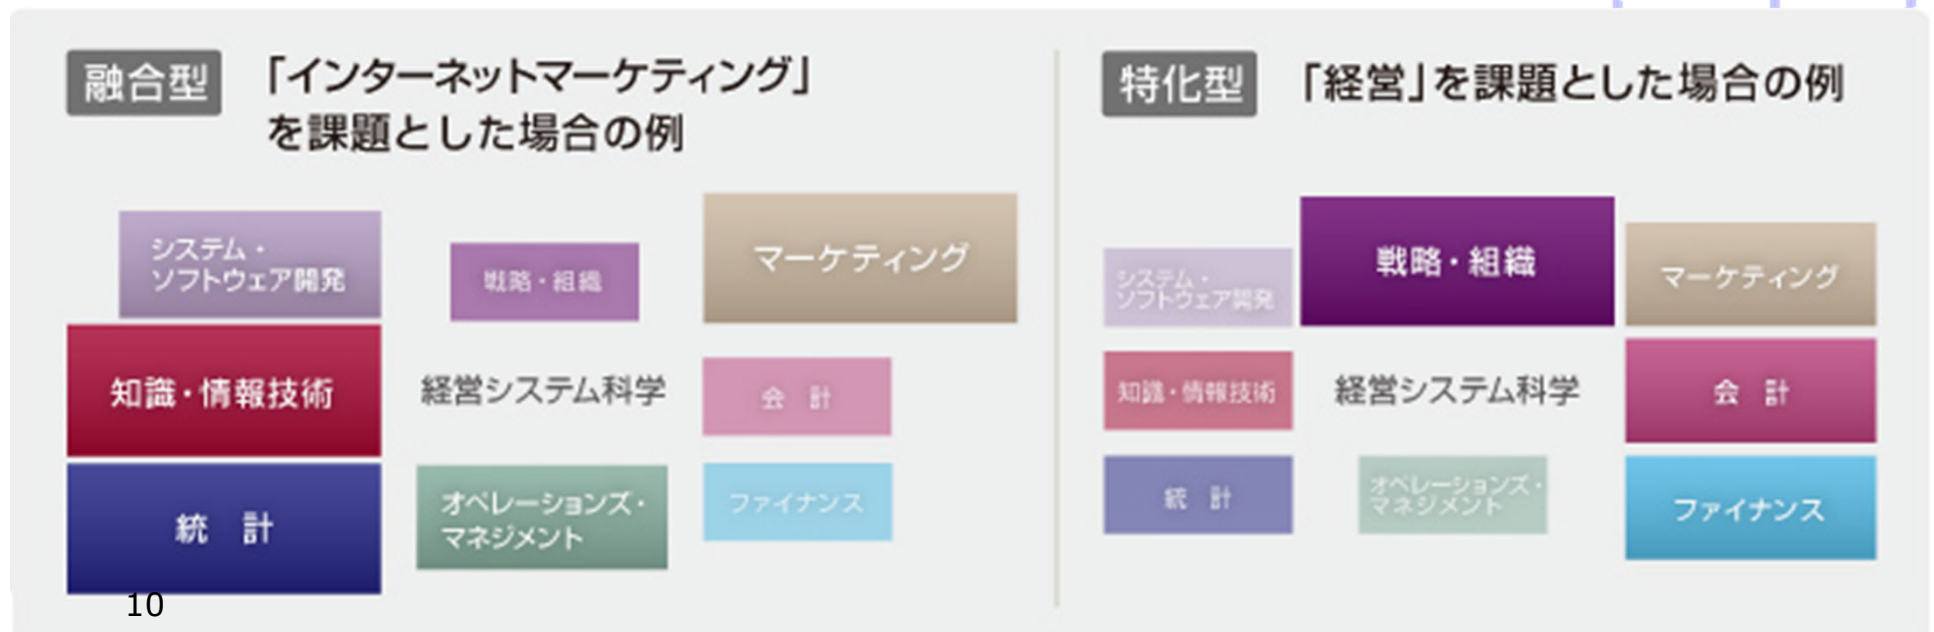 融合型
「インターネットマーケティング」
を課題とした場合の例
システム・
ソフトウェア開発
戦略・組織
マーケティング
知識・情報技術
経営システム科学
会　計
統　計
オペレーションズ・
マネジメント
ファイナンス
10
特化型
「経営」を課題とした場合の例
システム・
ソフトウェア開発
戦略・組織
マーケティング
知識・情報技術
経営システム科学
会　計
統　計
オペレーションズ・
マネジメント
ファイナンス